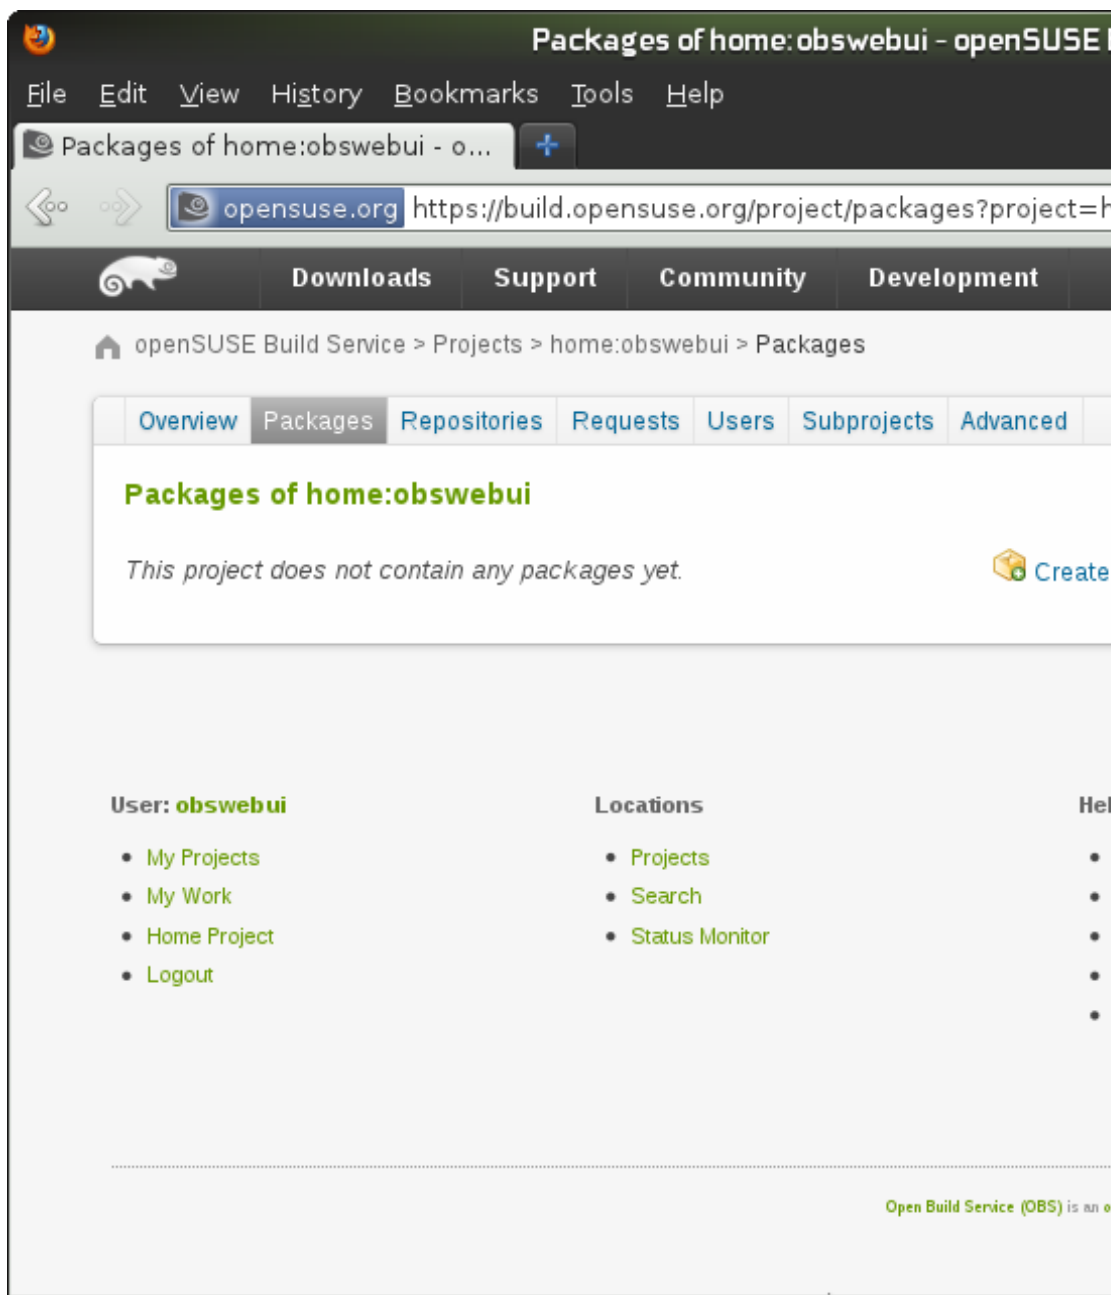 Packages of home:obswebui - openSUSE
File Edit View History Bookmarks Tools Help
Packages of home:obswebui - o...
opensuse.org https://build.opensuse.org/project/packages?project=h
Downloads Support Community Development
openSUSE Build Service > Projects > home:obswebui > Packages
Overview Packages Repositories Requests Users Subprojects Advanced
Packages of home:obswebui
This project does not contain any packages yet.
Create
User: obswebui
My Projects
My Work
Home Project
Logout
Locations
Projects
Search
Status Monitor
Hel
Open Build Service (OBS) is an o